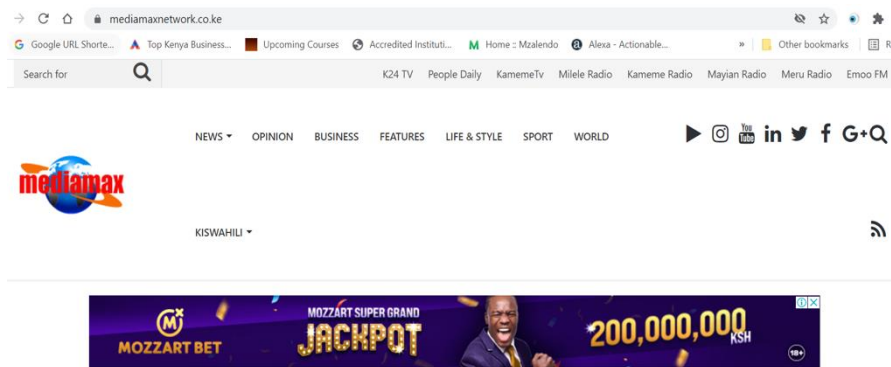 mediamaxnetwork.co.ke
Google URL Shorte... Top Kenya Business... Upcoming Courses Accredited Instituti... Home :: Mzalendo Alexa - Actionable... » Other bookmarks R
Search for K24 TV People Daily KamemeTv Milele Radio Kameme Radio Mayian Radio Meru Radio Emoo FM
NEWS OPINION BUSINESS FEATURES LIFE & STYLE SPORT WORLD
You Tube in f G+
mediamax
KISWAHILI
MOZZART BET
MOZZART SUPER GRAND
JACKPOT
200,000,000
KSH
18+